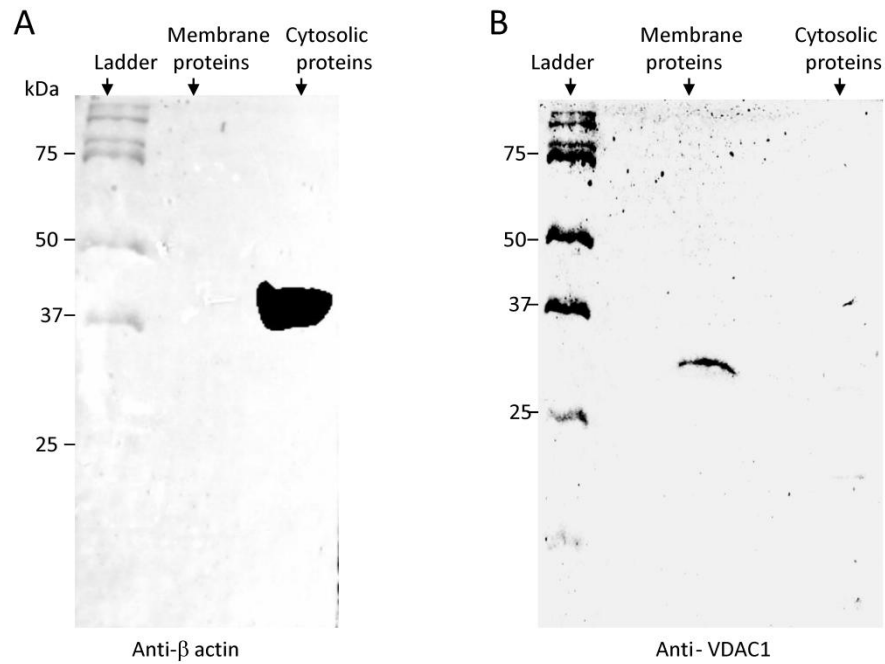 A
Membrane proteins
Cytosolic proteins
Ladder
kDa
75
50
37
25
Anti-β actin
B
Membrane proteins
Cytosolic proteins
Ladder
75
50
37
25
Anti- VDAC1